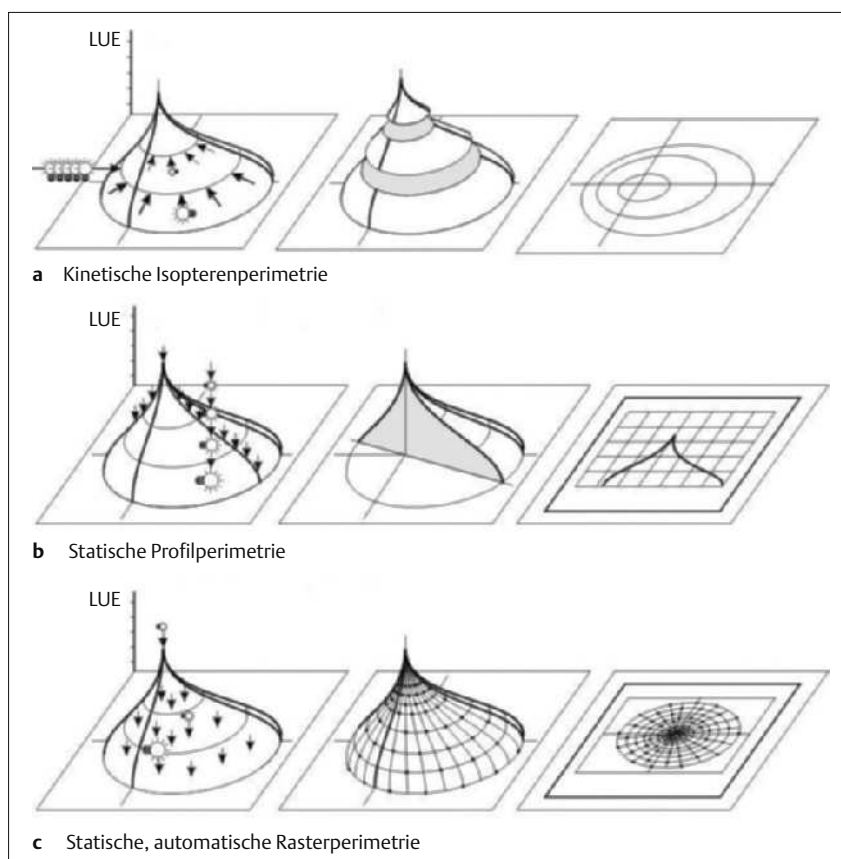 LUE
a Kinetische Isopterenperimetrie
LUE
b Statische Profilperimetrie
LUE
c Statische, automatische Rasterperimetrie